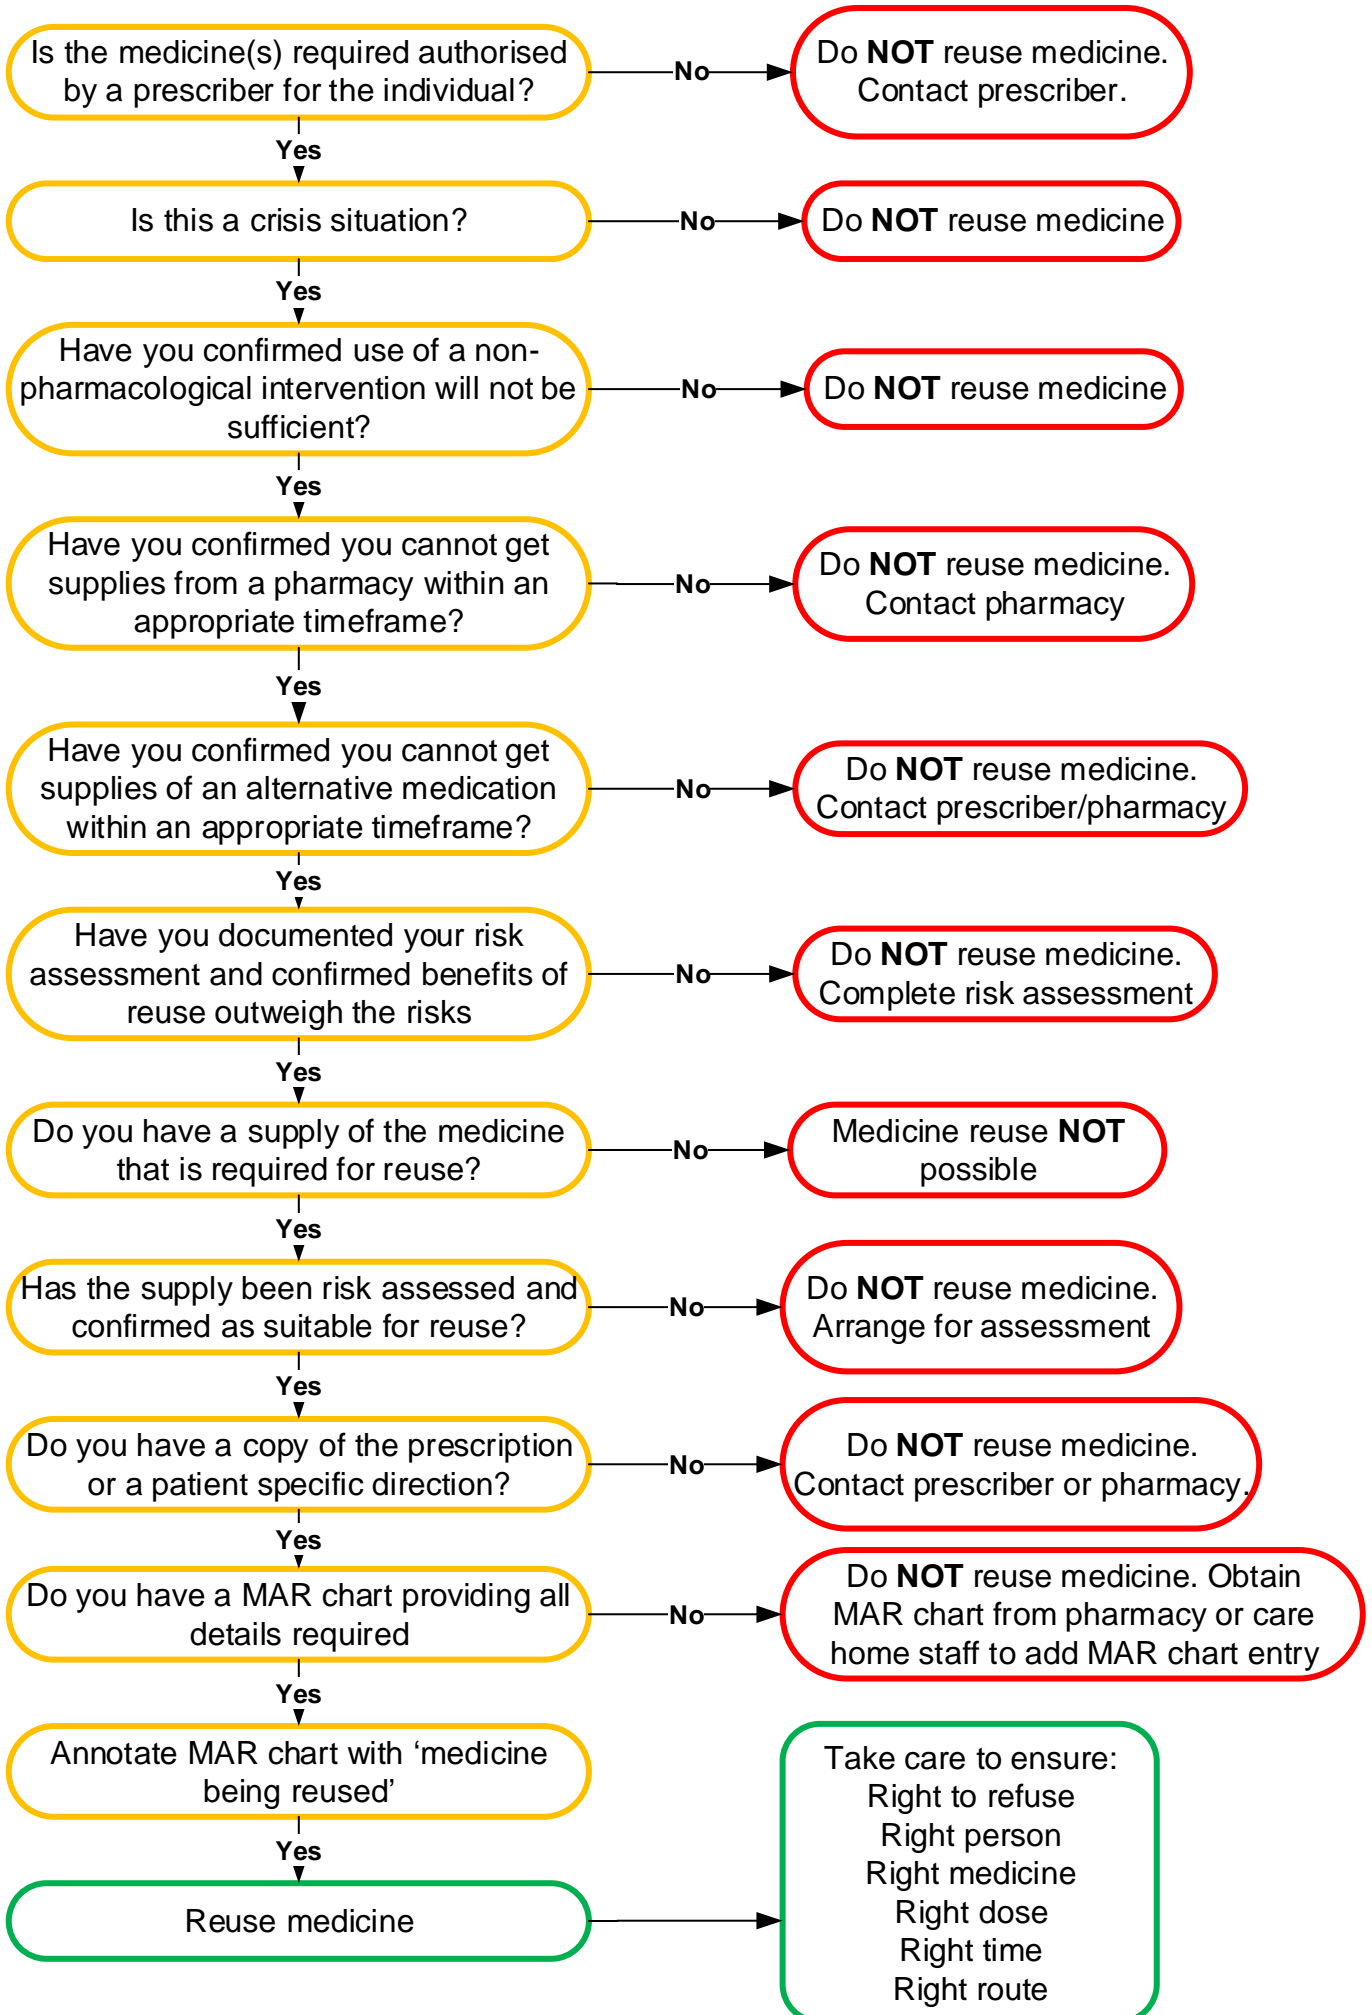 Is the medicine(s) required authorised
by a prescriber for the individual?
No
Do NOT reuse medicine.
Contact prescriber.
Yes
Is this a crisis situation?
No
Do NOT reuse medicine
Yes
Have you confirmed use of a non-
pharmacological intervention will not be
sufficient?
No
Do NOT reuse medicine
Yes
Have you confirmed you cannot get
supplies from a pharmacy within an
appropriate timeframe?
No
Do NOT reuse medicine.
Contact pharmacy
Yes
Have you confirmed you cannot get
supplies of an alternative medication
within an appropriate timeframe?
No
Do NOT reuse medicine.
Contact prescriber/pharmacy
Yes
Have you documented your risk
assessment and confirmed benefits of
reuse outweigh the risks
No
Do NOT reuse medicine.
Complete risk assessment
Yes
Do you have a supply of the medicine
that is required for reuse?
No
Medicine reuse NOT
possible
Yes
Has the supply been risk assessed and
confirmed as suitable for reuse?
No
Do NOT reuse medicine.
Arrange for assessment
Yes
Do you have a copy of the prescription
or a patient specific direction?
No
Do NOT reuse medicine.
Contact prescriber or pharmacy.
Yes
Do you have a MAR chart providing all
details required
No
Do NOT reuse medicine. Obtain
MAR chart from pharmacy or care
home staff to add MAR chart entry
Yes
Annotate MAR chart with ‘medicine
being reused’
Yes
Reuse medicine
Take care to ensure:
Right to refuse
Right person
Right medicine
Right dose
Right time
Right route